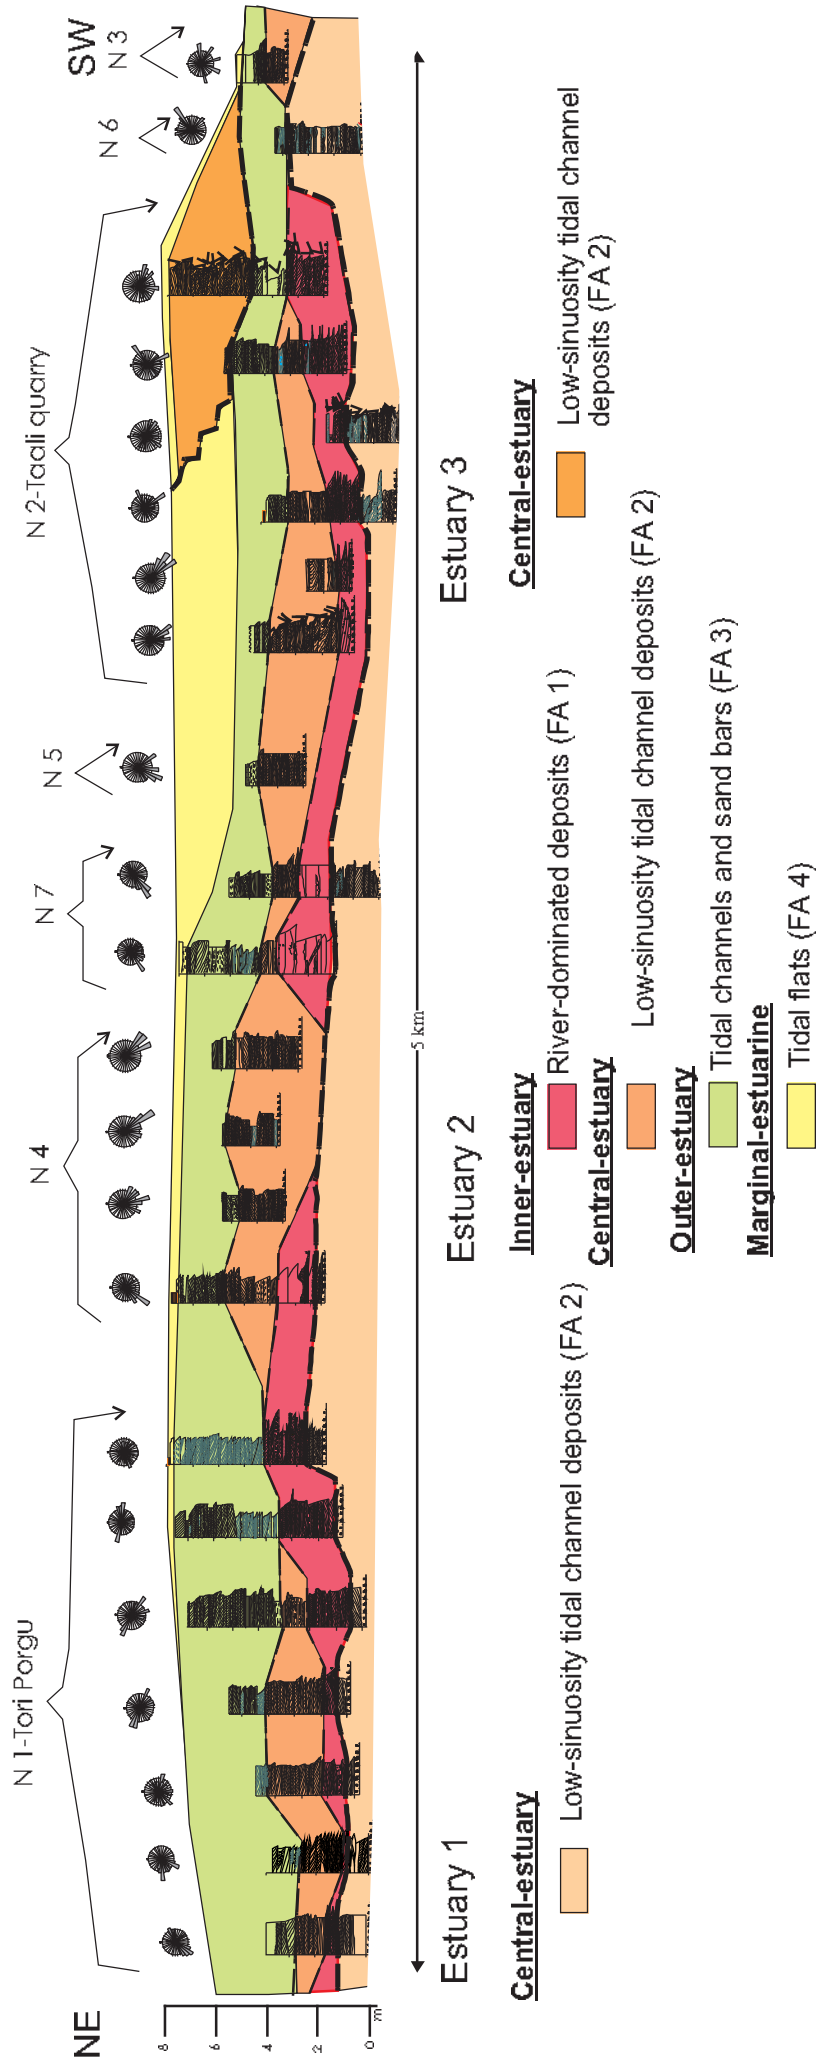 NE
SW
N 1-Tori Porgu
N 4
N 7
N 5
N 2-Taali quarry
N 6
N 3
8
6
4
2
0
m
5 km
Estuary 1
Central-estuary
Low-sinuosity tidal channel deposits (FA 2)
Estuary 2
Inner-estuary
River-dominated deposits (FA 1)
Central-estuary
Low-sinuosity tidal channel deposits (FA 2)
Outer-estuary
Tidal channels and sand bars (FA 3)
Marginal-estuarine
Tidal flats (FA 4)
Estuary 3
Central-estuary
Low-sinuosity tidal channel
deposits (FA 2)